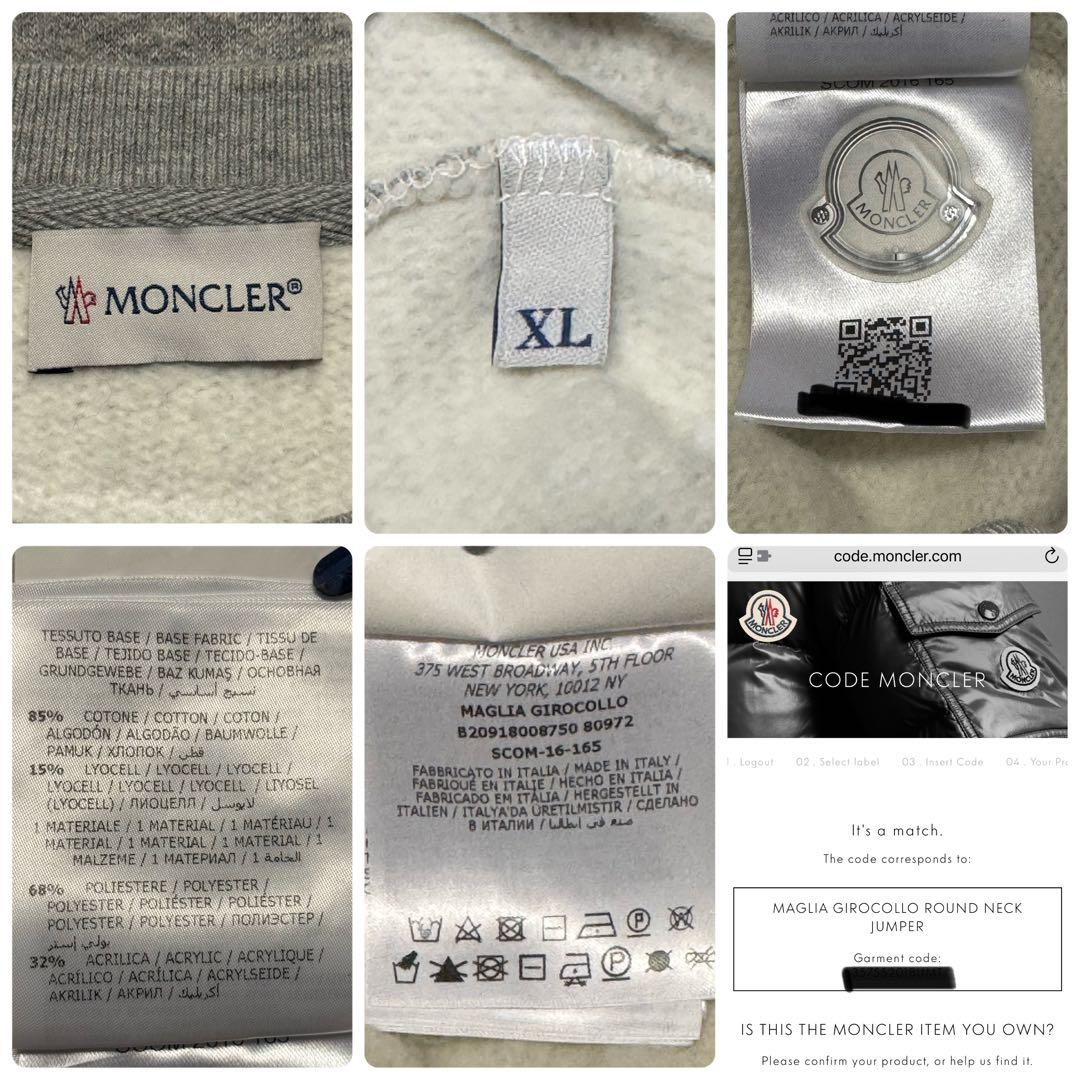 MONCLER®
XL
ACRILICO / ACRÍLICA / ACRYLSEIDE /
AKRILIK / АКРИЛ / أكريليك
SCOM 2016 165
MONCLER
TESSUTO BASE / BASE FABRIC / TISSU DE
BASE / TEJIDO BASE / TECIDO-BASE /
GRUNDGEWEBE / BAZ KUMAŞ / ОСНОВНАЯ
ТКАНЬ / نسيج أساسي
85% COTONE / COTTON / COTON /
ALGODÓN / ALGODÃO / BAUMWOLLE /
PAMUK / ХЛОПОК / قطن
15% LYOCELL / LYOCELL / LYOCELL /
LYOCELL / LYOCELL / LYOCELL / LIYOSEL
(LYOCELL) / ЛИОЦЕЛЛ / لايوسل
1 MATERIALE / 1 MATERIAL / 1 MATÉRIAU / 1
MATERIAL / 1 MATERIAL / 1 MATERIAL / 1
MALZEME / 1 МАТЕРИАЛ / 1 الخامة
68% POLIESTERE / POLYESTER /
POLYESTER / POLIÉSTER / POLIÉSTER /
POLYESTER / POLYESTER / ПОЛИЭСТЕР /
بولي إستر
32% ACRILICA / ACRYLIC / ACRYLIQUE /
ACRÍLICO / ACRÍLICA / ACRYLSEIDE /
AKRILIK / АКРИЛ / أكريليك
SCOM 2016 165
MONCLER USA INC.
375 WEST BROADWAY, 5TH FLOOR
NEW YORK, 10012 NY
MAGLIA GIROCOLLO
B20918008750 80972
SCOM-16-165
FABBRICATO IN ITALIA / MADE IN ITALY /
FABRIQUÉ EN ITALIE / HECHO EN ITALIA /
FABRICADO EM ITÁLIA / HERGESTELLT IN
ITALIEN / ITALYA'DA ÜRETILMISTIR / СДЕЛАНО
В ИТАЛИИ / صنع في ايطاليا
code.moncler.com
MONCLER
CODE MONCLER
. Logout 02 . Select label 03 . Insert Code 04 . Your
It's a match.
The code corresponds to:
MAGLIA GIROCOLLO ROUND NECK
JUMPER
Garment code:
IS THIS THE MONCLER ITEM YOU OWN?
Please confirm your product, or help us find it.